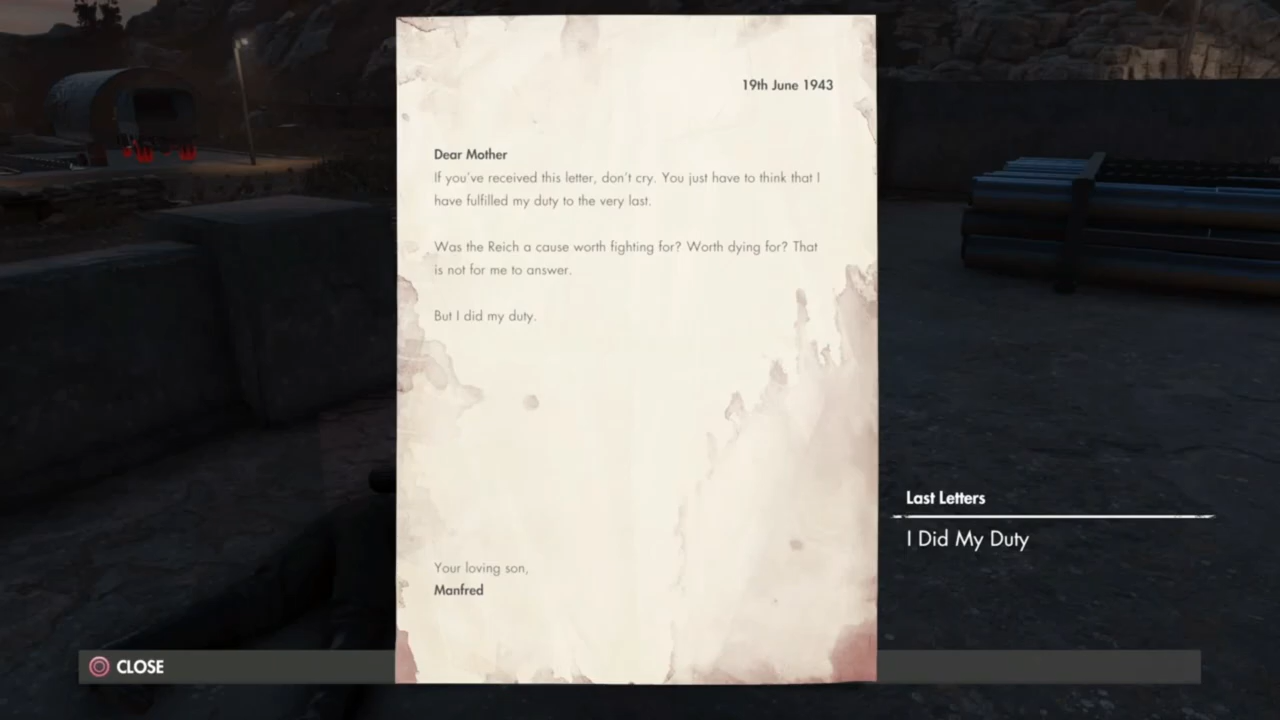 19th June 1943
Dear Mother
If you've received this letter, don't cry. You just have to think that I
have fulfilled my duty to the very last.
Was the Reich a cause worth fighting for? Worth dying for? That
is not for me to answer.
But I did my duty.
Your loving son,
Manfred
Last Letters
I Did My Duty
CLOSE